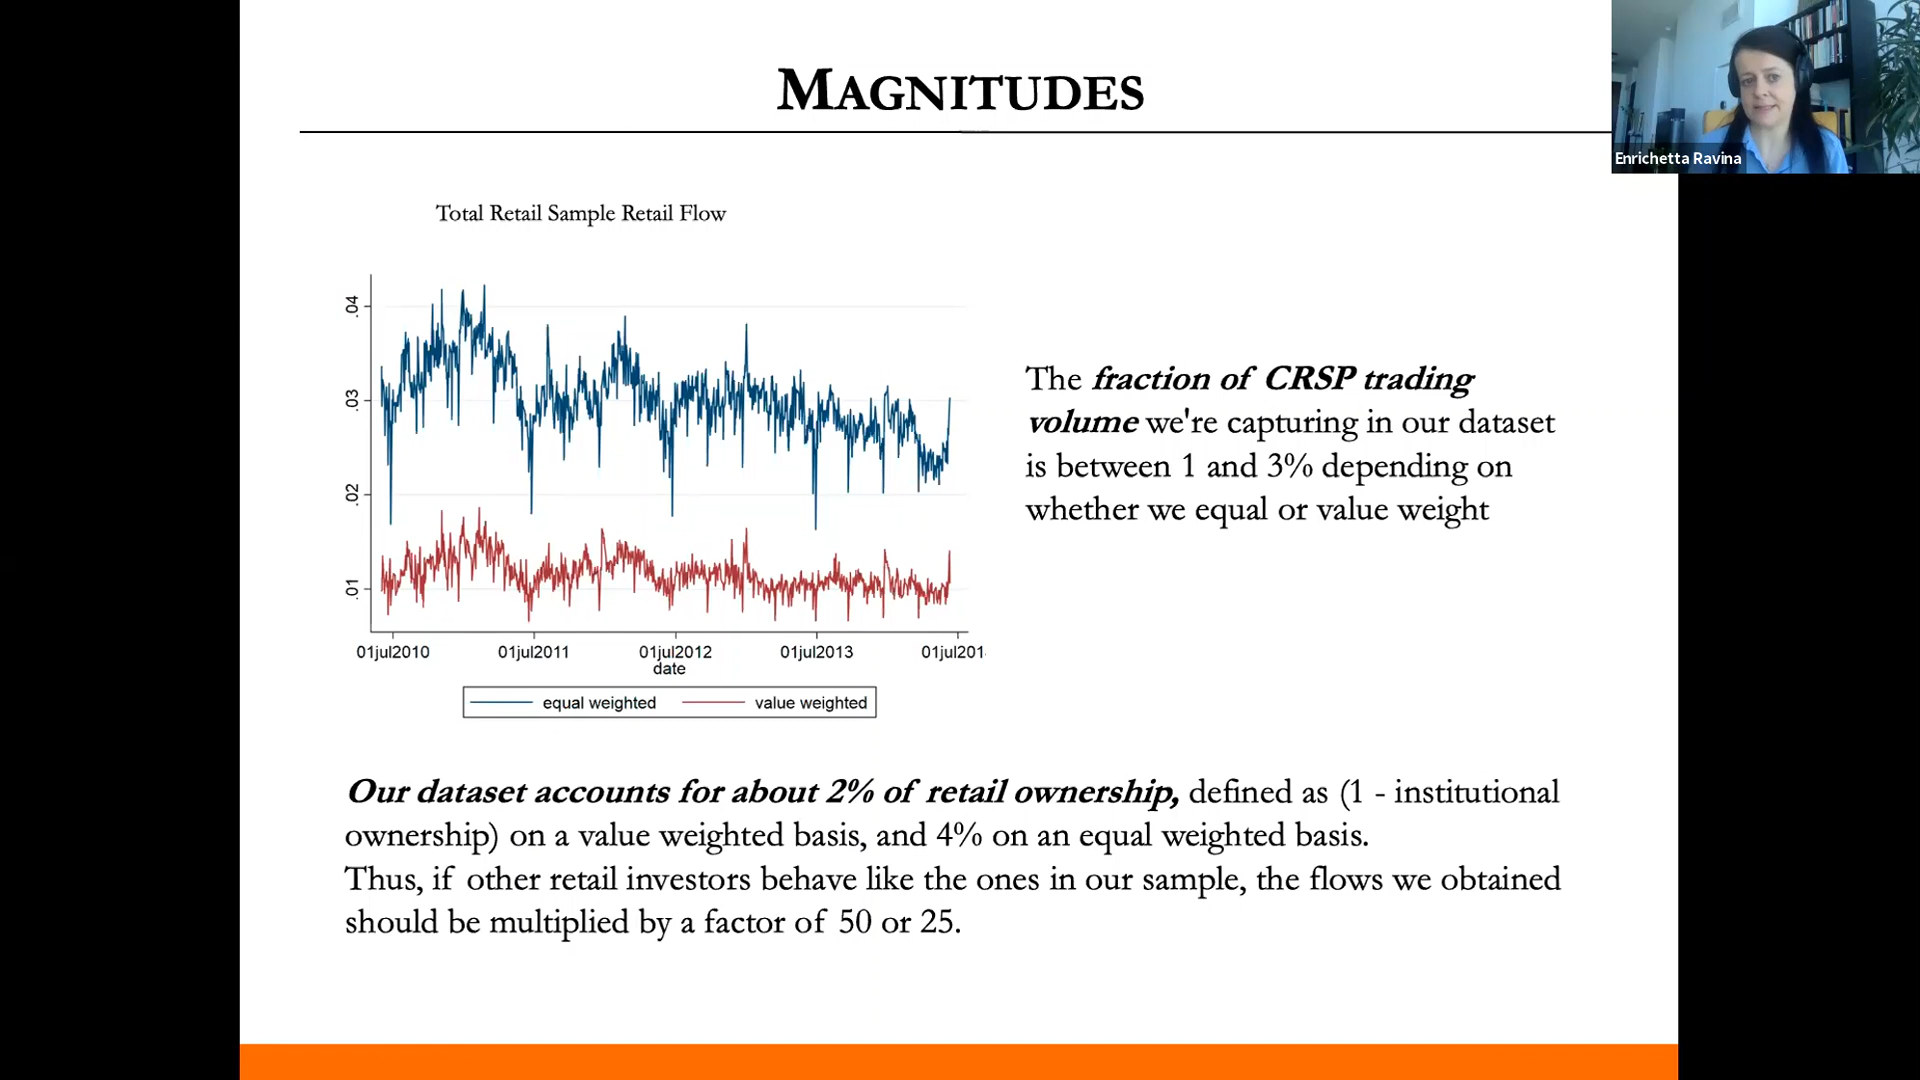 MAGNITUDES
Enrichetta Ravina
Total Retail Sample Retail Flow
.04
.03
.02
.01
01jul2010 01jul2011 01jul2012 01jul2013 01jul201
date
equal weighted value weighted
The fraction of CRSP trading
volume we're capturing in our dataset
is between 1 and 3% depending on
whether we equal or value weight
Our dataset accounts for about 2% of retail ownership, defined as (1 - institutional
ownership) on a value weighted basis, and 4% on an equal weighted basis.
Thus, if other retail investors behave like the ones in our sample, the flows we obtained
should be multiplied by a factor of 50 or 25.